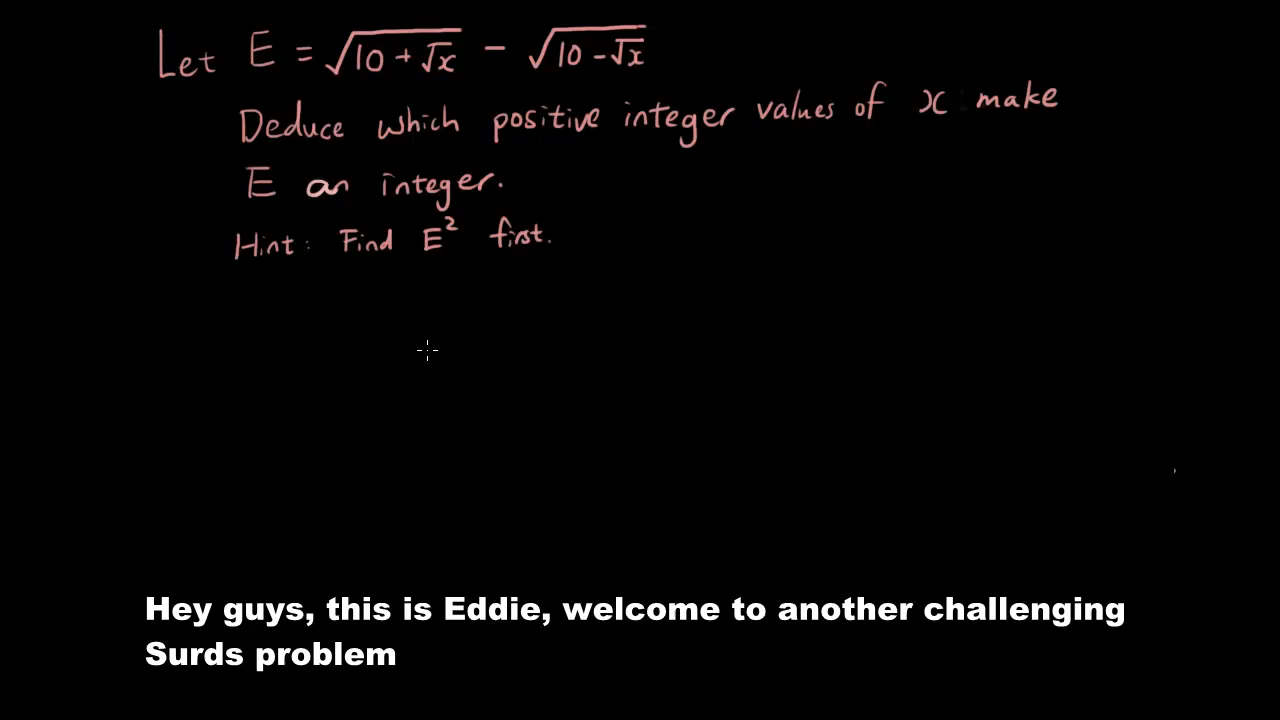 Let E = √(10 + √x) - √(10 - √x)
Deduce which positive integer values of x make
E an integer.
Hint: Find E² first.
Hey guys, this is Eddie, welcome to another challenging
Surds problem